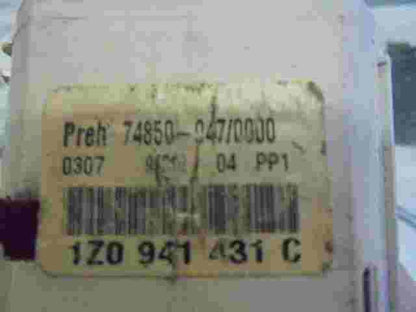 Preh 74850-047/0000
0307 04 PP1
1Z0 941 431 C